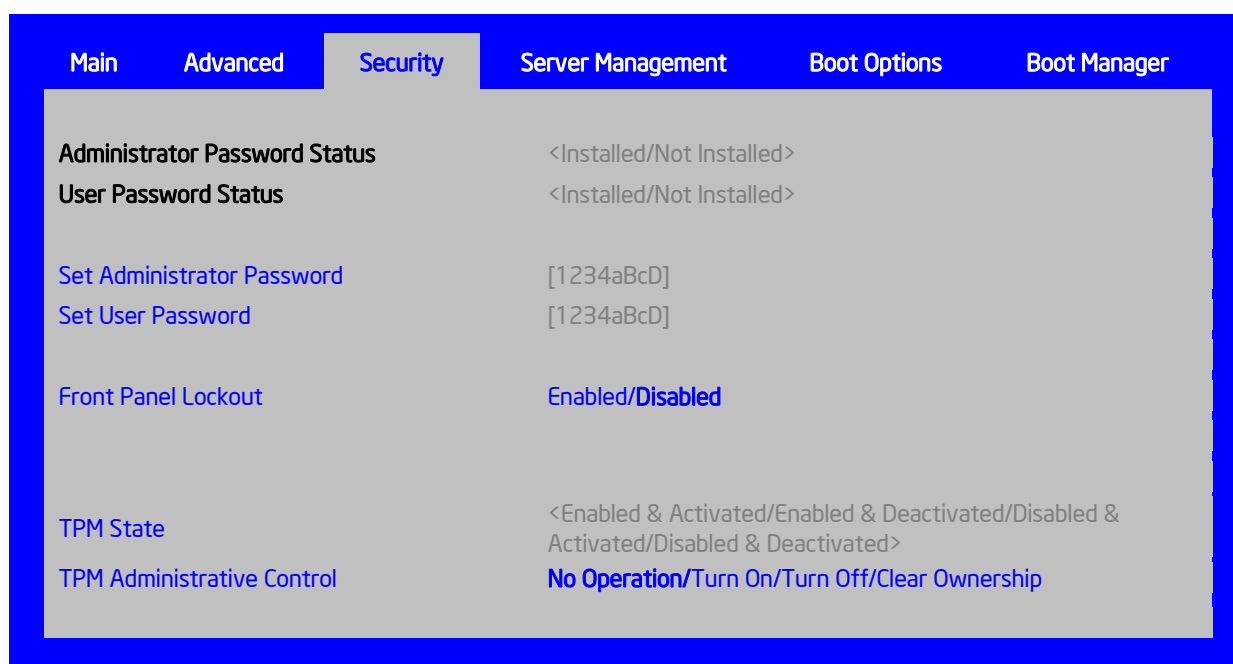 Main Advanced Security Server Management Boot Options Boot Manager
Administrator Password Status <Installed/Not Installed>
User Password Status <Installed/Not Installed>
Set Administrator Password [1234aBcD]
Set User Password [1234aBcD]
Front Panel Lockout Enabled/Disabled
TPM State <Enabled & Activated/Enabled & Deactivated/Disabled &
Activated/Disabled & Deactivated>
TPM Administrative Control No Operation/Turn On/Turn Off/Clear Ownership